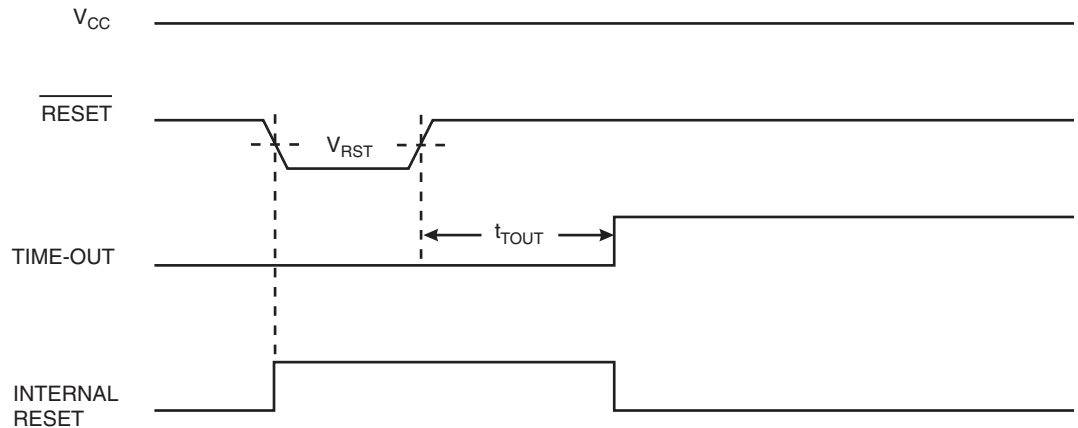 VCC
RESET
VRST
tTOUT
TIME-OUT
INTERNAL
RESET